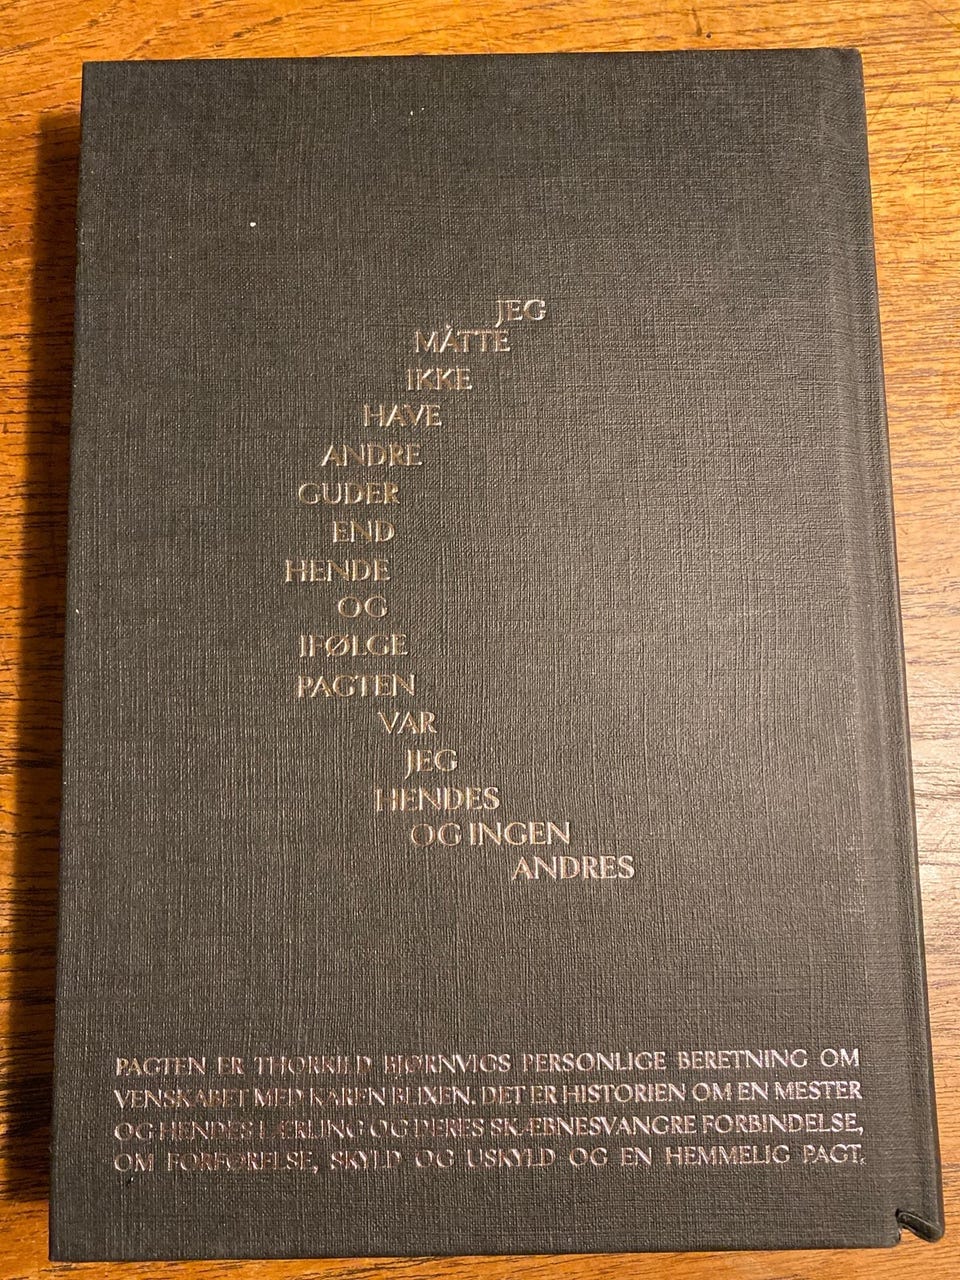 JEG
MÅTTE
IKKE
HAVE
ANDRE
GUDER
END
HENDE
OG
IFØLGE
PAGTEN
VAR
JEG
HENDES
OG INGEN
ANDRES
PAGTEN ER THORKILD BJØRNVIGS PERSONLIGE BERETNING OM
VENSKABET MED KAREN BLIXEN. DET ER HISTORIEN OM EN MESTER
OG HENDES LÆRLING OG DERES SKÆBNESVANGRE FORBINDELSE,
OM FORFØRELSE, SKYLD OG USKYLD OG EN HEMMELIG PAGT.